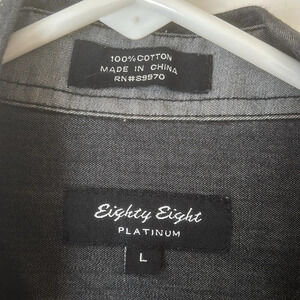 100% COTTON
MADE IN CHINA
RN#89970
Eighty Eight
PLATINUM
L